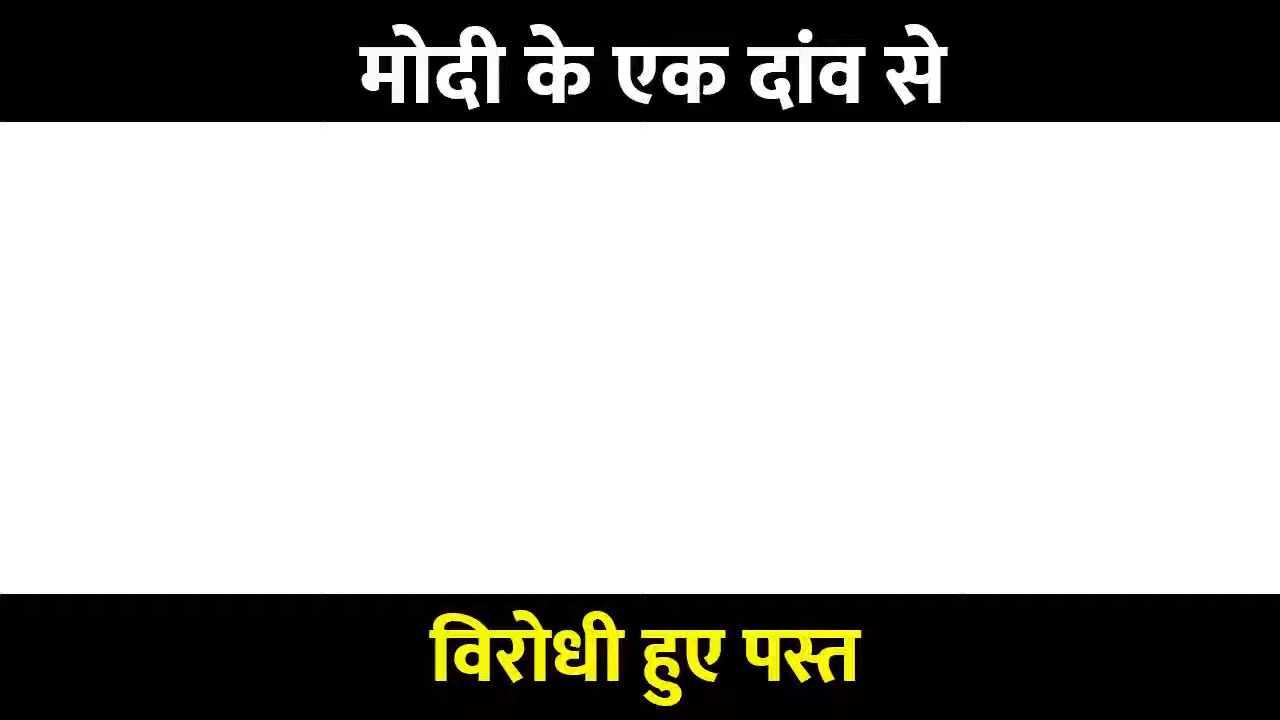 मोदी के एक दांव से
विरोधी हुए पस्त